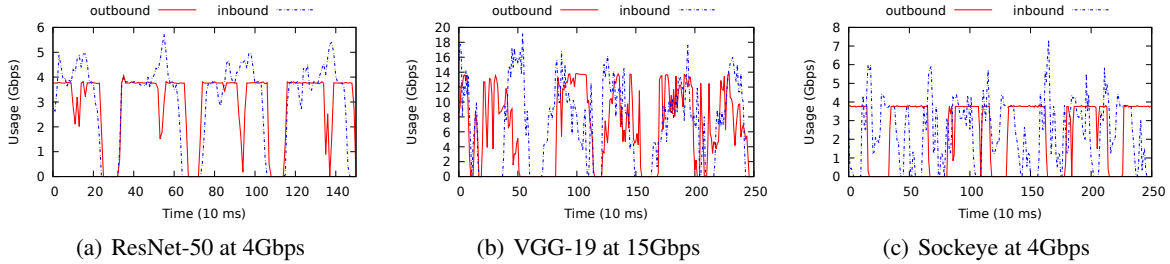 outbound inbound outbound inbound outbound inbound
6
5
4
3
2
1
0
Usage (Gbps)
0 20 40 60 80 100 120 140
Time (10 ms)
20
18
16
14
12
10
8
6
4
2
0
Usage (Gbps)
0 50 100 150 200 250
Time (10 ms)
8
7
6
5
4
3
2
1
0
Usage (Gbps)
0 50 100 150 200 250
Time (10 ms)
(a) ResNet-50 at 4Gbps
(b) VGG-19 at 15Gbps
(c) Sockeye at 4Gbps